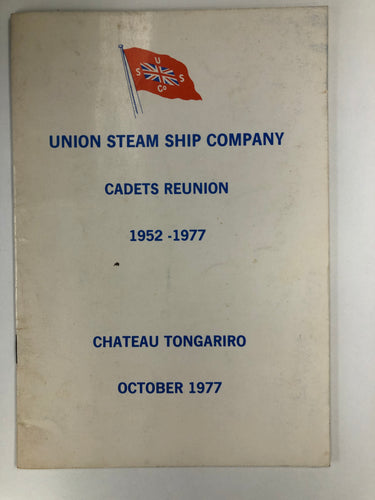 U
S S
Co
UNION STEAM SHIP COMPANY
CADETS REUNION
1952 - 1977
CHATEAU TONGARIRO
OCTOBER 1977